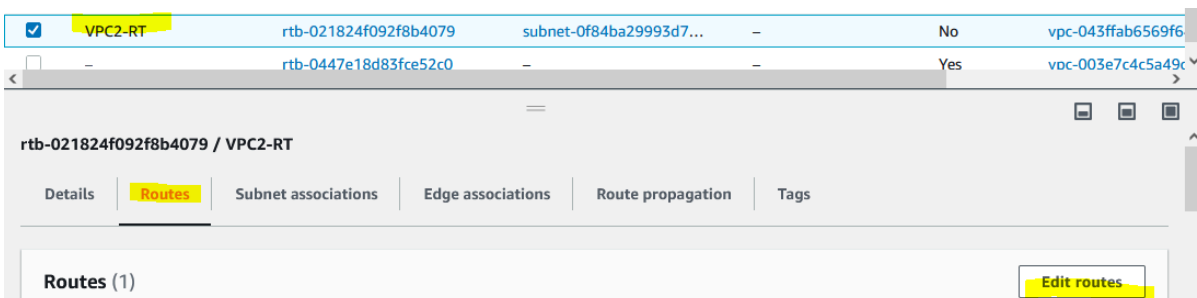 VPC2-RT rtb-021824f092f8b4079 subnet-0f84ba29993d7... – No vpc-043ffab6569f6
– rtb-0447e18d83fce52c0 – – Yes vpc-003e7c4c5a49c
rtb-021824f092f8b4079 / VPC2-RT
Details Routes Subnet associations Edge associations Route propagation Tags
Routes (1) Edit routes